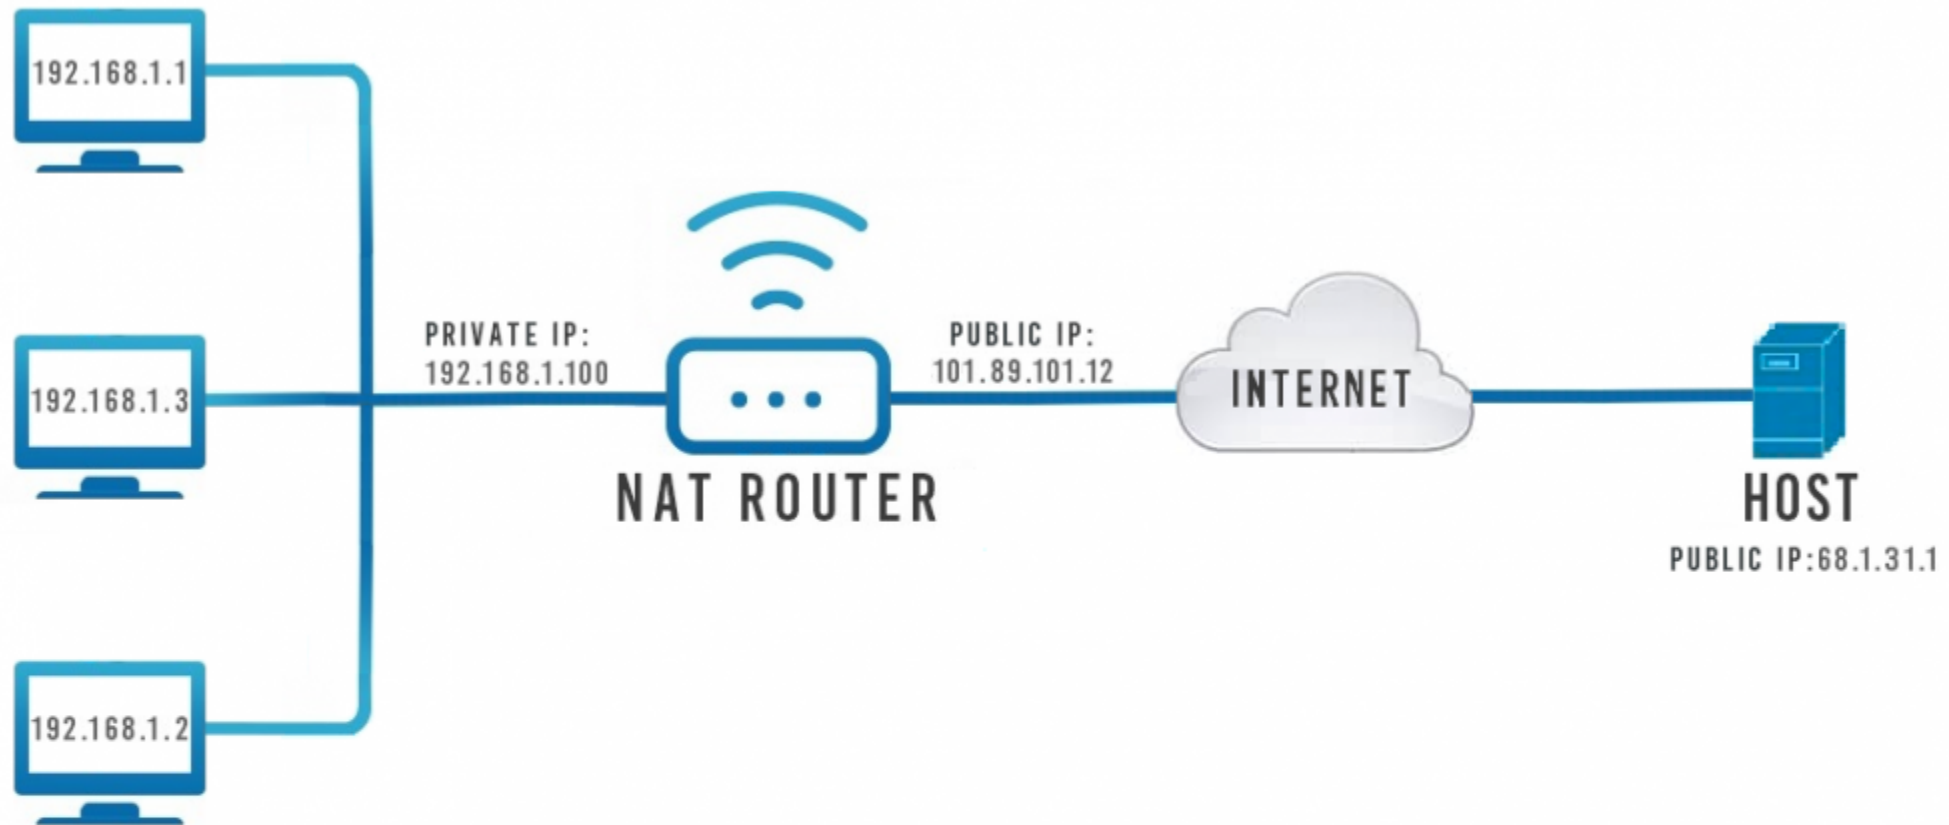 192.168.1.1
192.168.1.3
192.168.1.2
PRIVATE IP:
192.168.1.100
NAT ROUTER
PUBLIC IP:
101.89.101.12
INTERNET
HOST
PUBLIC IP:68.1.31.1